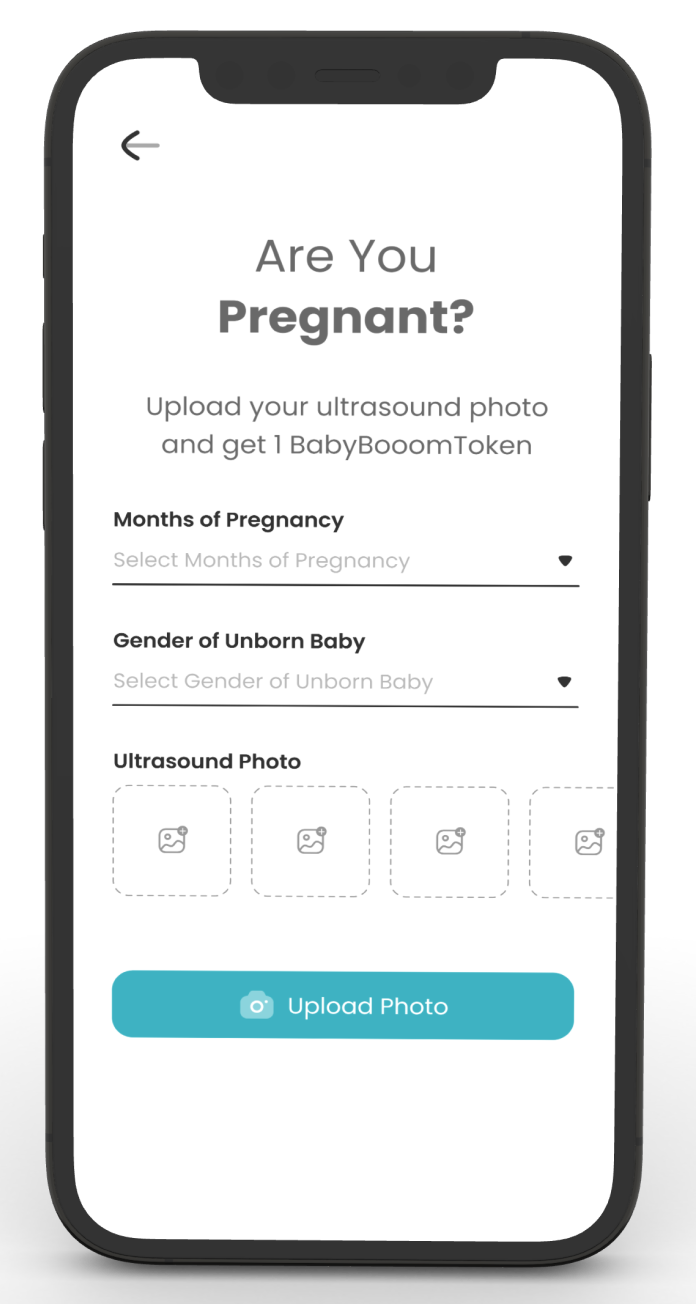 Are You
Pregnant?
Upload your ultrasound photo
and get 1 BabyBooomToken
Months of Pregnancy
Select Months of Pregnancy
Gender of Unborn Baby
Select Gender of Unborn Baby
Ultrasound Photo
Upload Photo